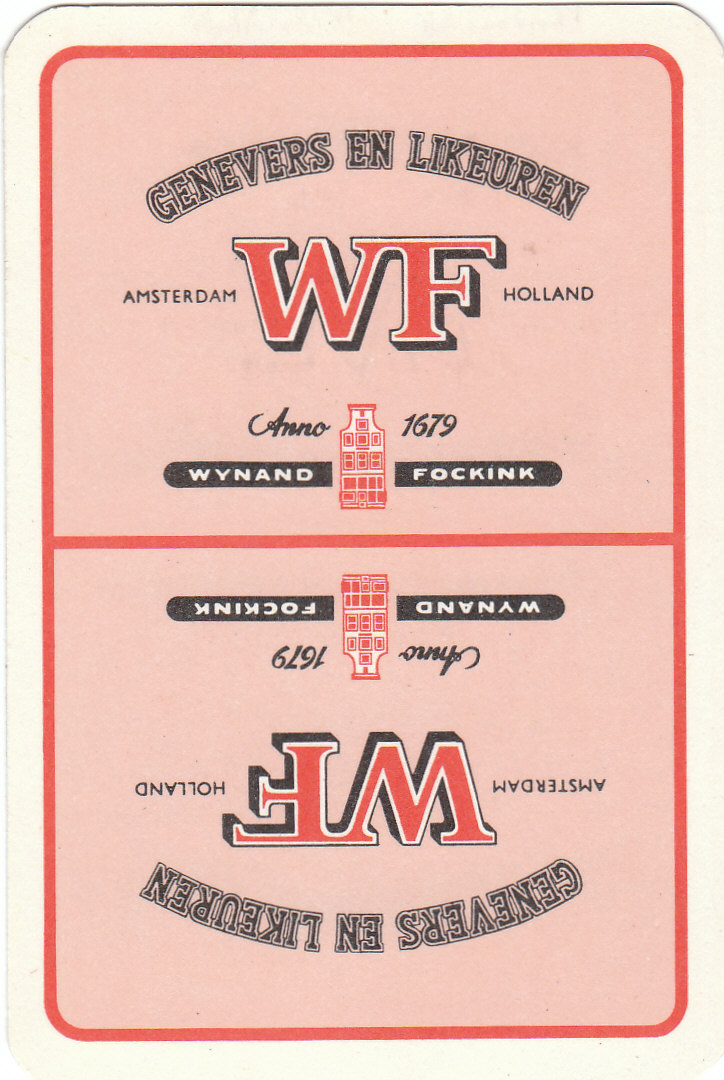 GENEVERS EN LIKEUREN
AMSTERDAM WF HOLLAND
Anno 1679
WYNAND FOCKINK
WYNAND FOCKINK
Anno 1679
AMSTERDAM WF HOLLAND
GENEVERS EN LIKEUREN